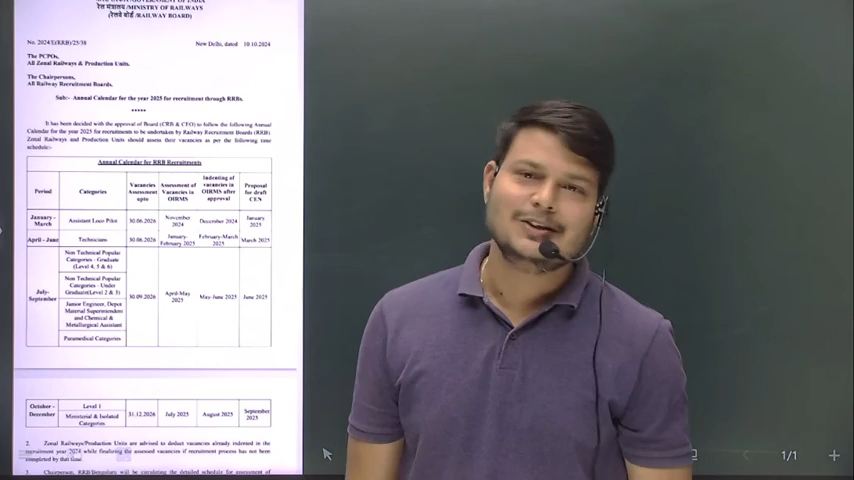 रेल मंत्रालय/MINISTRY OF RAILWAYS
(रेलवे बोर्ड/RAILWAY BOARD)
No. 2024/E(RRB)/25/38
New Delhi, dated 10.10.2024
The PCPOs,
All Zonal Railways & Production Units.
The Chairpersons,
All Railway Recruitment Boards.
Sub:- Annual Calendar for the year 2025 for recruitment through RRBs.
*****
It has been decided with the approval of Board (CRB & CEO) to follow the following Annual
Calendar for the year 2025 for recruitments to be undertaken by Railway Recruitment Boards (RRB)
Zonal Railways and Production Units should assess their vacancies as per the following time
schedule:-
Annual Calendar for RRB Recruitments
Period
Categories
Vacancies Assessment upto
Assessment of Vacancies in OIRMS
Indenting of vacancies in OIRMS after approval
Proposal for draft CEN
January - March
Assistant Loco Pilot
30.06.2026
November 2024
December 2024
January 2025
April - June
Technicians
30.06.2026
January-February 2025
February-March 2025
March 2025
July-September
Non Technical Popular
Categories - Graduate
(Level 4, 5 & 6)
Non Technical Popular
Categories - Under
Graduate(Level 2 & 3)
Junior Engineer, Depot
Material Superintendent
and Chemical &
Metallurgical Assistant
Paramedical Categories
30.09.2026
April-May 2025
May-June 2025
June 2025
October - December
Level 1
Ministerial & Isolated
Categories
31.12.2026
July 2025
August 2025
September 2025
2. Zonal Railways/Production Units are advised to deduct vacancies already indented in the
recruitment year 2024 while finalizing the assessed vacancies if recruitment process has not been
completed by that time.
3. Chairperson, RRB/Bengaluru will be circulating the detailed schedule for assessment of
1/1